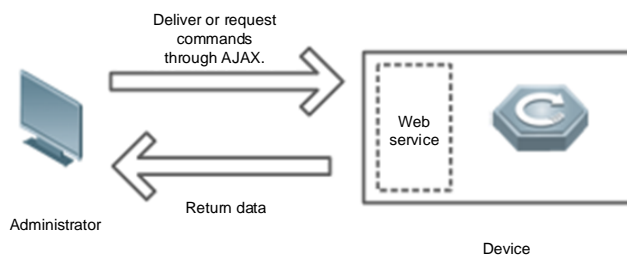 Deliver or request
commands
through AJAX.
Web
service
Return data
Administrator
Device